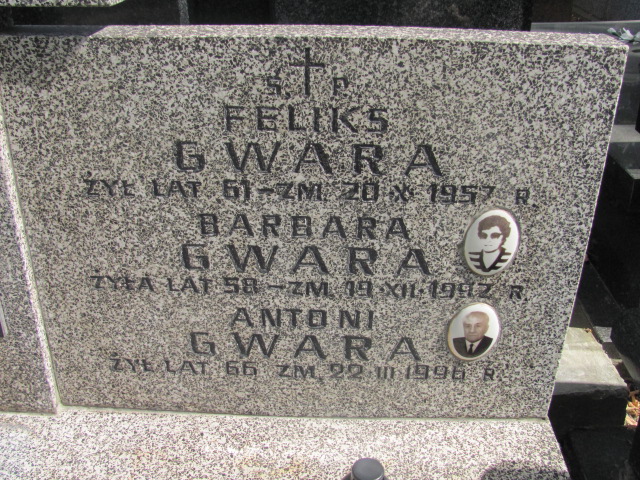 Ś. P.
FELIKS
GWARA
ŻYŁ LAT 61 – ZM. 20 X 1957 R.
BARBARA
GWARA
ŻYŁA LAT 58 – ZM. 19 XII 1992 R.
ANTONI
GWARA
ŻYŁ LAT 66 ZM. 22 III 1996 R.